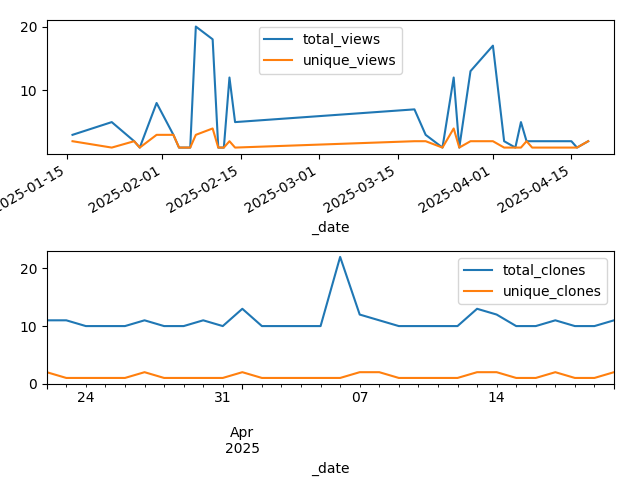 20
10
total_views
unique_views
2025-01-15
2025-02-01
2025-02-15
2025-03-01
2025-03-15
2025-04-01
2025-04-15
_date
20
10
0
total_clones
unique_clones
24
31
07
14
Apr
2025
_date